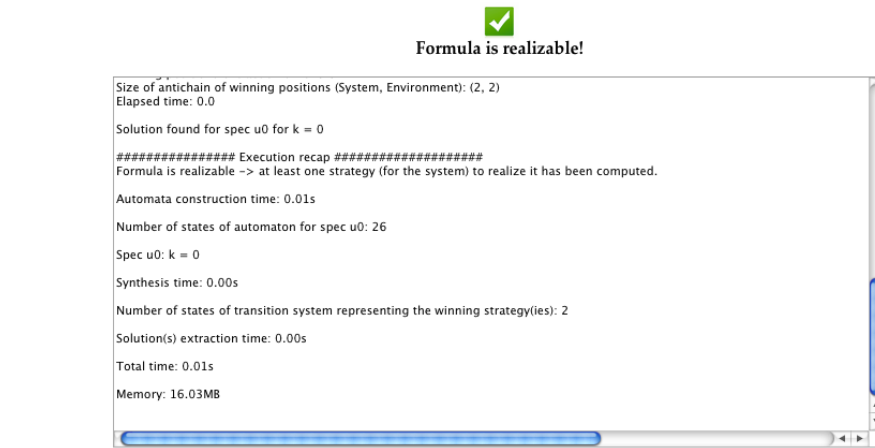 Formula is realizable!
Size of antichain of winning positions (System, Environment): (2, 2)
Elapsed time: 0.0
Solution found for spec u0 for k = 0
################ Execution recap ####################
Formula is realizable -> at least one strategy (for the system) to realize it has been computed.
Automata construction time: 0.01s
Number of states of automaton for spec u0: 26
Spec u0: k = 0
Synthesis time: 0.00s
Number of states of transition system representing the winning strategy(ies): 2
Solution(s) extraction time: 0.00s
Total time: 0.01s
Memory: 16.03MB